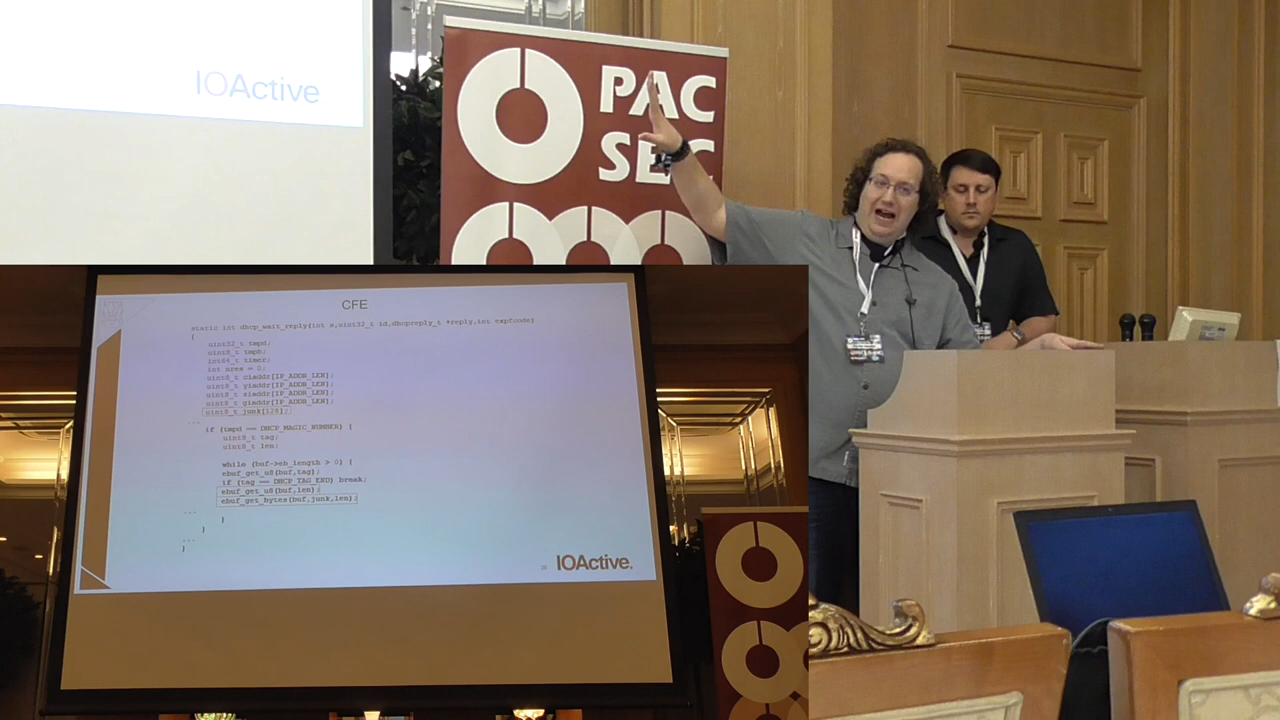 IOActive
PAC
SEC
CFE
static int dhcp_wait_reply(int s,uint32_t id,dhcpreply_t *reply,int expfcode)
{
uint32_t tmpd;
uint8_t tmpb;
int64_t timer;
int nres = 0;
uint8_t ciaddr[IP_ADDR_LEN];
uint8_t yiaddr[IP_ADDR_LEN];
uint8_t siaddr[IP_ADDR_LEN];
uint8_t giaddr[IP_ADDR_LEN];
uint8_t junk[128];
...
if (tmpd == DHCP_MAGIC_NUMBER) {
uint8_t tag;
uint8_t len;
while (buf->eb_length > 0) {
ebuf_get_u8(buf,tag);
if (tag == DHCP_TAG_END) break;
ebuf_get_u8(buf,len);
ebuf_get_bytes(buf,junk,len);
...
}
}
...
}
IOActive.